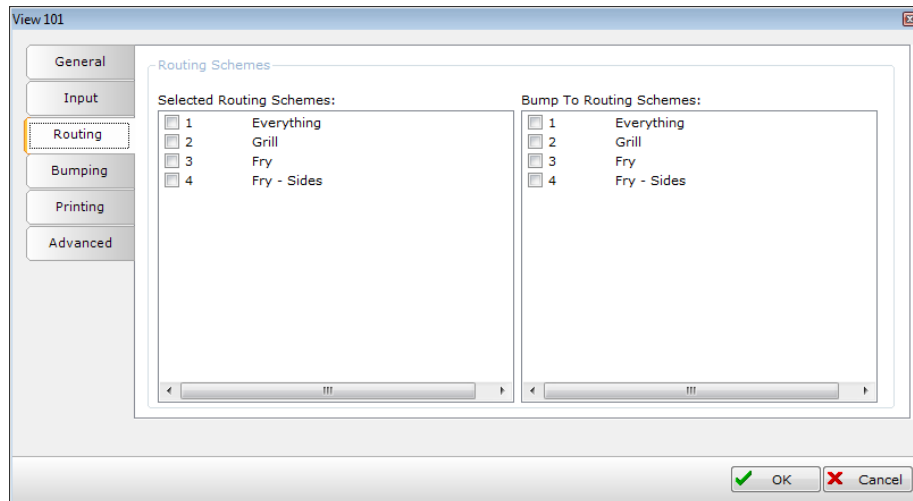 View 101
General
Input
Routing
Bumping
Printing
Advanced
Routing Schemes
Selected Routing Schemes:
1 Everything
2 Grill
3 Fry
4 Fry - Sides
Bump To Routing Schemes:
1 Everything
2 Grill
3 Fry
4 Fry - Sides
OK
Cancel